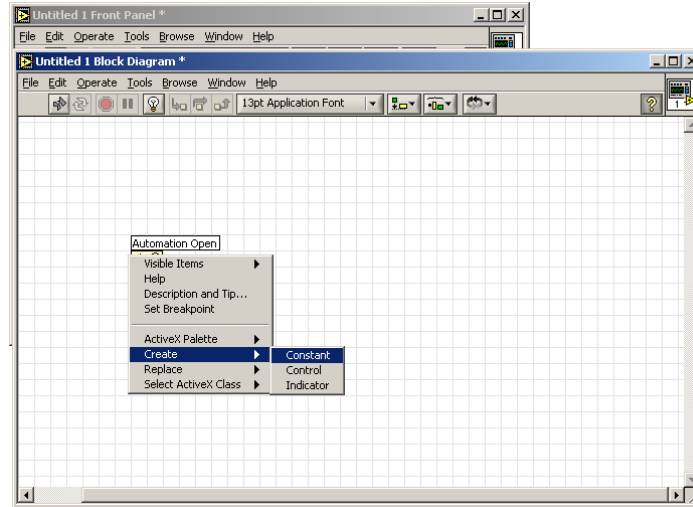 Untitled 1 Front Panel *
File Edit Operate Tools Browse Window Help
Untitled 1 Block Diagram *
File Edit Operate Tools Browse Window Help
13pt Application Font
?
1
Automation Open
Visible Items
Help
Description and Tip...
Set Breakpoint
ActiveX Palette
Create
Constant
Replace
Control
Select ActiveX Class
Indicator